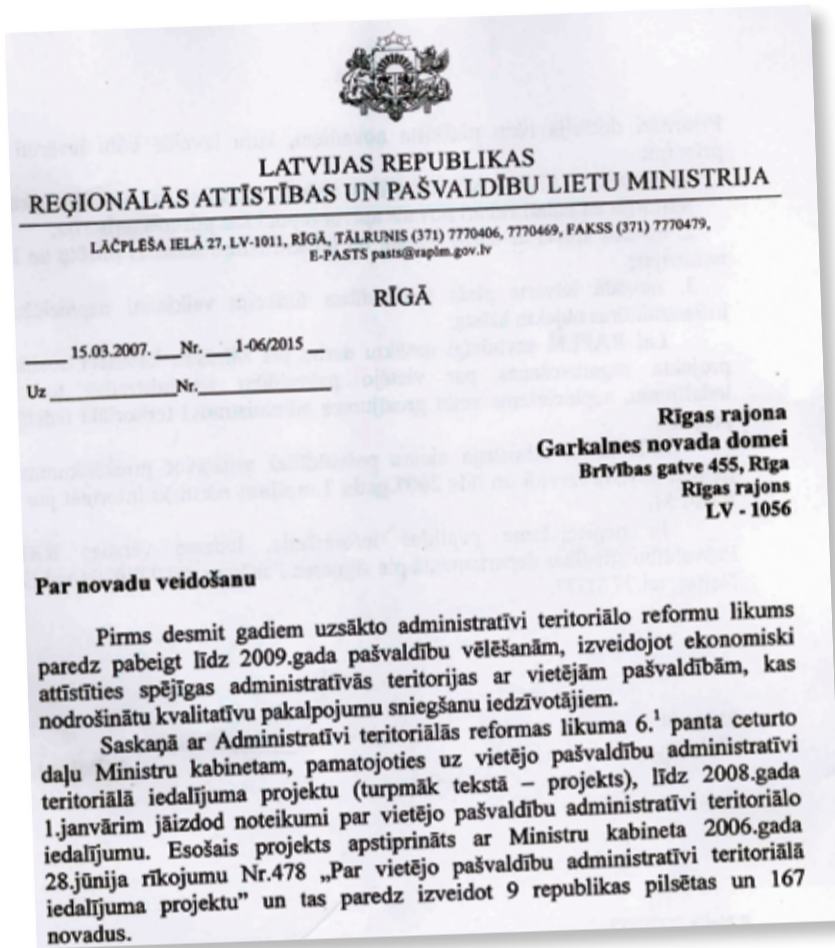 LATVIJAS REPUBLIKAS
REĢIONĀLĀS ATTĪSTĪBAS UN PAŠVALDĪBU LIETU MINISTRIJA
LĀČPLĒŠA IELĀ 27, LV-1011, RĪGĀ, TĀLRUNIS (371) 7770406, 7770469, FAKSS (371) 7770479,
E-PASTS pasts@raplm.gov.lv
RĪGĀ
15.03.2007. Nr. 1-06/2015
Uz Nr.
Rīgas rajona
Garkalnes novada domei
Brīvības gatve 455, Rīga
Rīgas rajons
LV - 1056
Par novadu veidošanu
Pirms desmit gadiem uzsākto administratīvi teritoriālo reformu likums
paredz pabeigt līdz 2009.gada pašvaldību vēlēšanām, izveidojot ekonomiski
attīstīties spējīgas administratīvās teritorijas ar vietējām pašvaldībām, kas
nodrošinātu kvalitatīvu pakalpojumu sniegšanu iedzīvotājiem.
Saskaņā ar Administratīvi teritoriālās reformas likuma 6.¹ panta ceturto
daļu Ministru kabinetam, pamatojoties uz vietējo pašvaldību administratīvi
teritoriālā iedalījuma projektu (turpmāk tekstā – projekts), līdz 2008.gada
1.janvārim jāizdod noteikumi par vietējo pašvaldību administratīvi teritoriālo
iedalījumu. Esošais projekts apstiprināts ar Ministru kabineta 2006.gada
28.jūnija rīkojumu Nr.478 „Par vietējo pašvaldību administratīvi teritoriālā
iedalījuma projektu” un tas paredz izveidot 9 republikas pilsētas un 167
novadus.